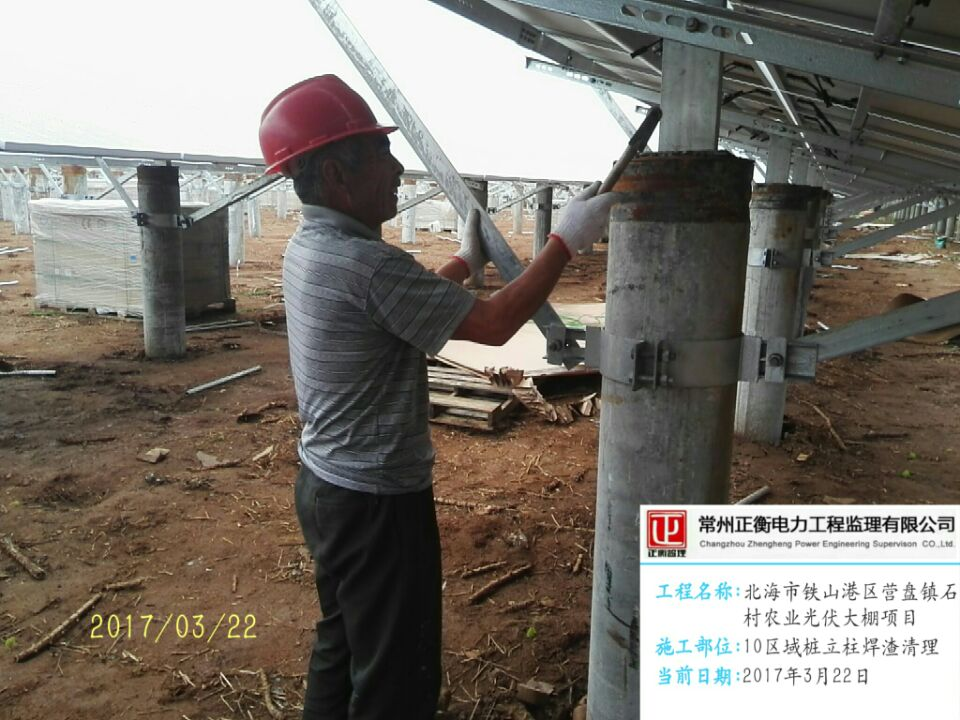 2017/03/22
正衡监理
常州正衡电力工程监理有限公司
Changzhou Zhengheng Power Engineering Supervison CO.,Ltd.
工程名称:北海市铁山港区营盘镇石
村农业光伏大棚项目
施工部位:10区域桩立柱焊渣清理
当前日期:2017年3月22日